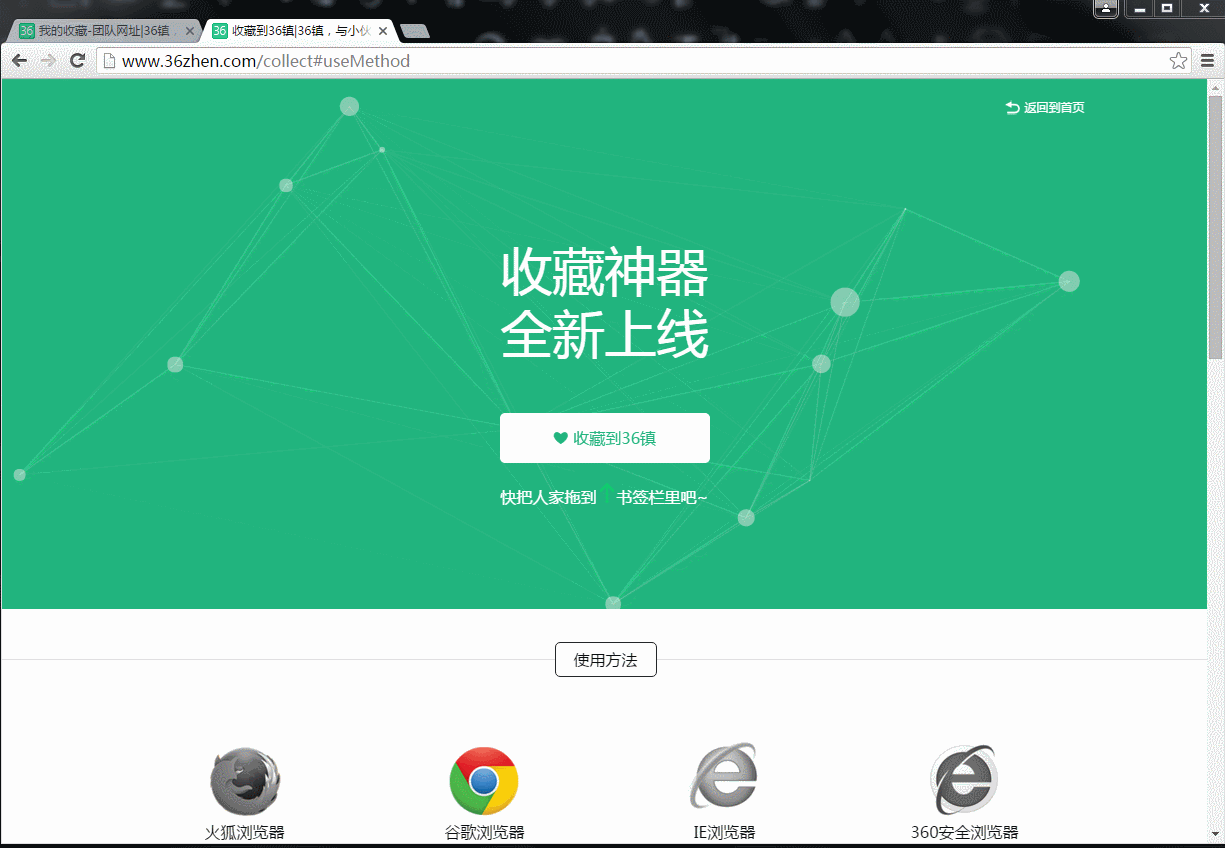 36 我的收藏-团队网址|36镇
36 收藏到36镇|36镇，与小伙
www.36zhen.com/collect#useMethod
返回到首页
收藏神器
全新上线
收藏到36镇
快把人家拖到 ↑ 书签栏里吧~
使用方法
火狐浏览器
谷歌浏览器
IE浏览器
360安全浏览器